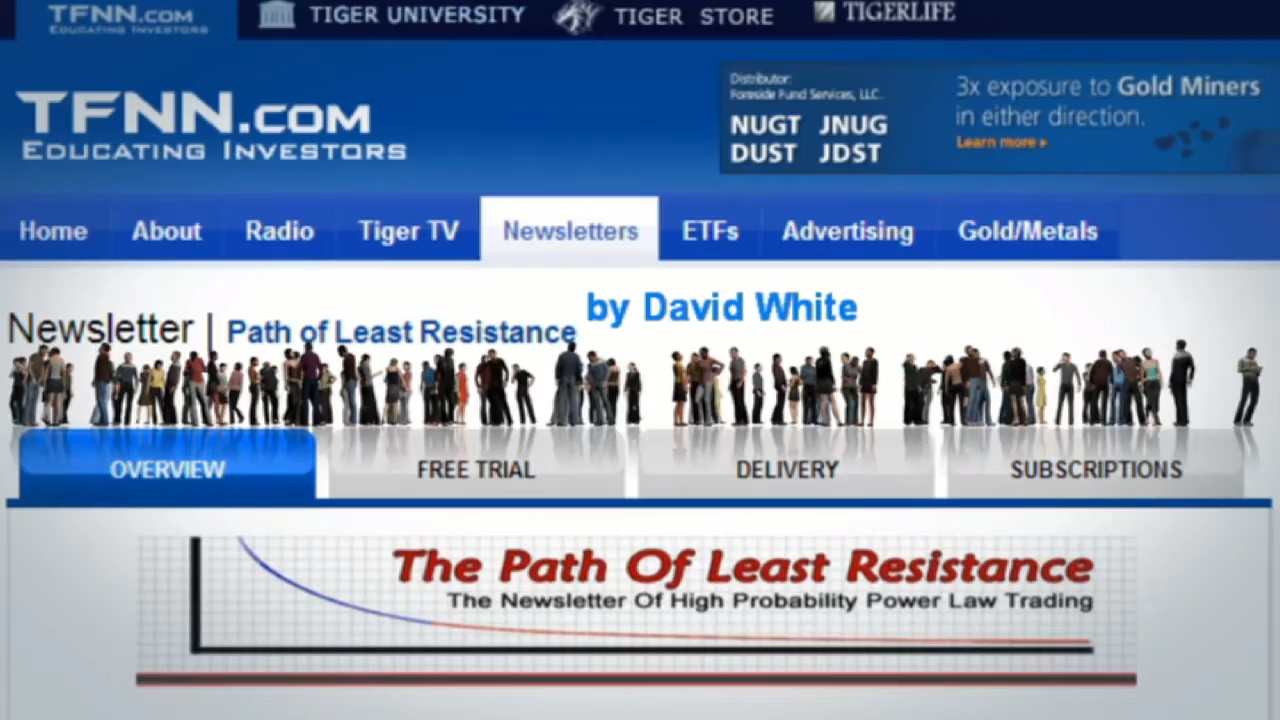 TFNN.COM
EDUCATING INVESTORS
TIGER UNIVERSITY
TIGER STORE
TIGERLIFE
TFNN.COM
EDUCATING INVESTORS
Distributor:
Foreside Fund Services, LLC.
NUGT JNUG
DUST JDST
3x exposure to Gold Miners
in either direction.
Learn more
Home About Radio Tiger TV Newsletters ETFs Advertising Gold/Metals
by David White
Newsletter | Path of Least Resistance
OVERVIEW FREE TRIAL DELIVERY SUBSCRIPTIONS
The Path Of Least Resistance
The Newsletter Of High Probability Power Law Trading